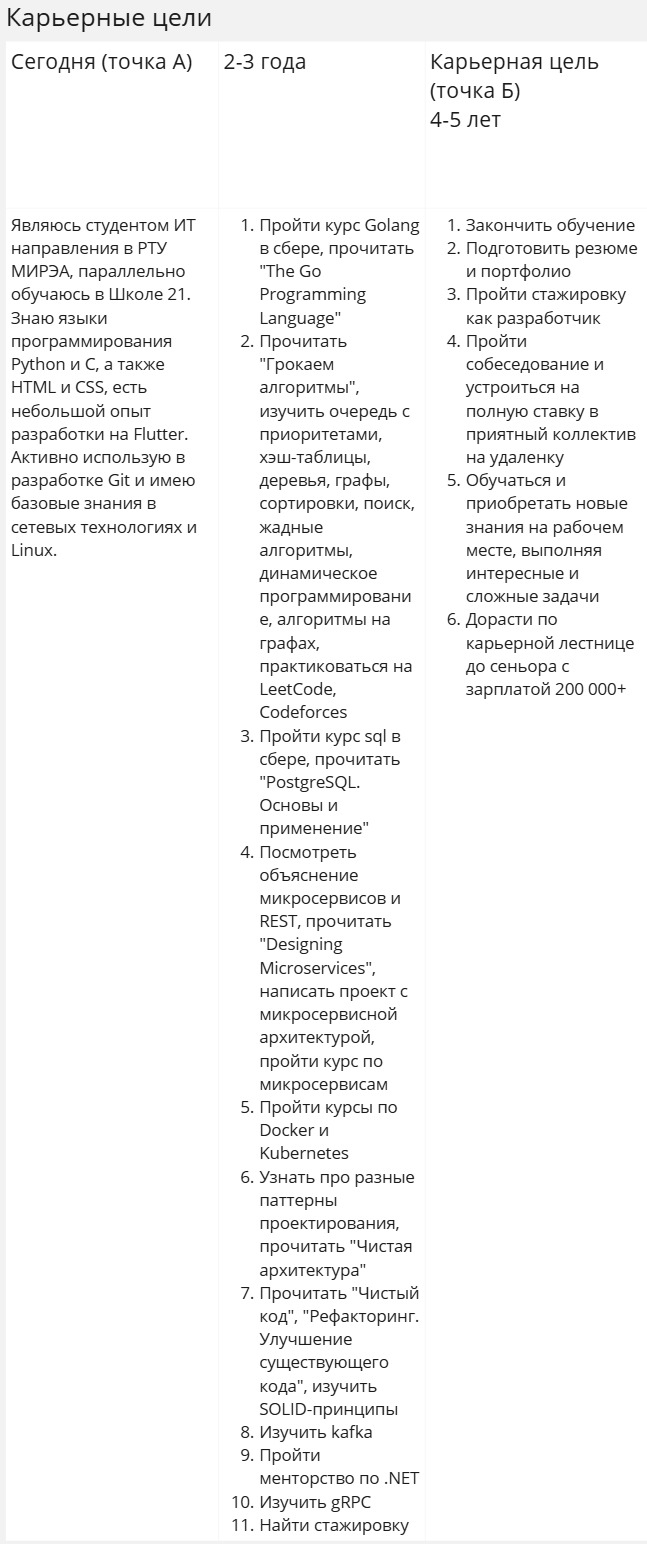 Карьерные цели
Сегодня (точка А)
2-3 года
Карьерная цель
(точка Б)
4-5 лет
Являюсь студентом ИТ
направления в РТУ
МИРЭА, параллельно
обучаюсь в Школе 21.
Знаю языки
программирования
Python и C, а также
HTML и CSS, есть
небольшой опыт
разработки на Flutter.
Активно использую в
разработке Git и имею
базовые знания в
сетевых технологиях и
Linux.
1. Пройти курс Golang
в сбере, прочитать
"The Go
Programming
Language"
2. Прочитать
"Грокаем
алгоритмы",
изучить очередь с
приоритетами,
хэш-таблицы,
деревья, графы,
сортировки, поиск,
жадные
алгоритмы,
динамическое
программировани
е, алгоритмы на
графах,
практиковаться на
LeetCode,
Codeforces
3. Пройти курс sql в
сбере, прочитать
"PostgreSQL.
Основы и
применение"
4. Посмотреть
объяснение
микросервисов и
REST, прочитать
"Designing
Microservices",
написать проект с
микросервисной
архитектурой,
пройти курс по
микросервисам
5. Пройти курсы по
Docker и
Kubernetes
6. Узнать про разные
паттерны
проектирования,
прочитать "Чистая
архитектура"
7. Прочитать "Чистый
код", "Рефакторинг.
Улучшение
существующего
кода", изучить
SOLID-принципы
8. Изучить kafka
9. Пройти
менторство по .NET
10. Изучить gRPC
11. Найти стажировку
1. Закончить обучение
2. Подготовить резюме
и портфолио
3. Пройти стажировку
как разработчик
4. Пройти
собеседование и
устроиться на
полную ставку в
приятный коллектив
на удаленку
5. Обучаться и
приобретать новые
знания на рабочем
месте, выполняя
интересные и
сложные задачи
6. Дорасти по
карьерной лестнице
до сеньора с
зарплатой 200 000+